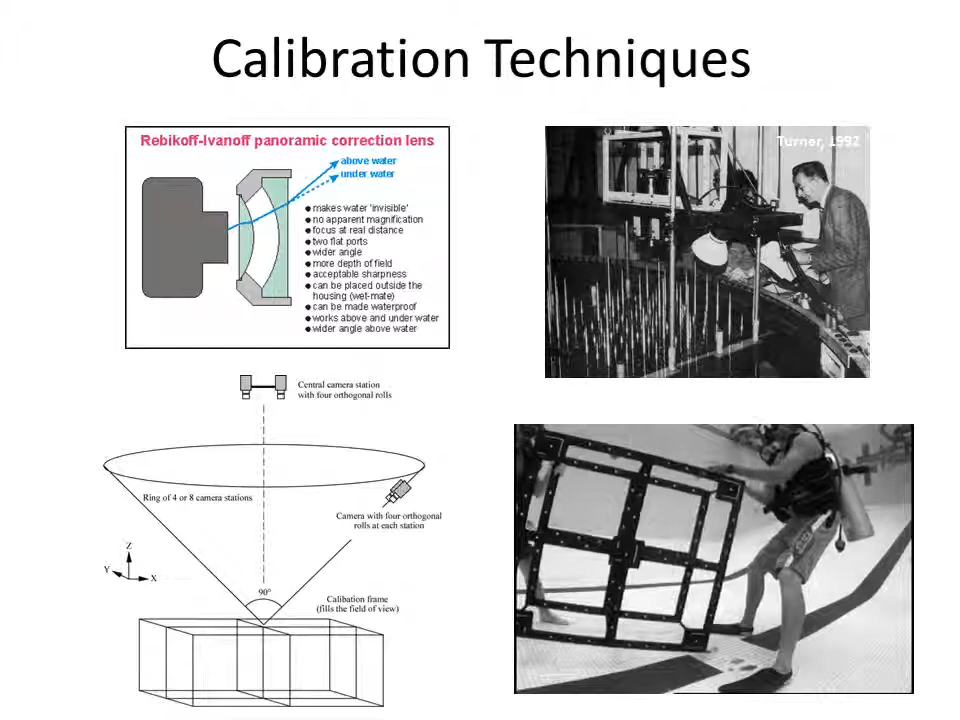 Calibration Techniques
Rebikoff-Ivanoff panoramic correction lens
above water
under water
makes water 'invisible'
no apparent magnification
focus at real distance
two flat ports
wider angle
more depth of field
acceptable sharpness
can be placed outside the
housing (wet-mate)
can be made waterproof
works above and under water
wider angle above water
Turner, 1992
Central camera station
with four orthogonal rolls
Ring of 4 or 8 camera stations
Camera with four orthogonal
rolls at each station
Z
Y
X
90°
Calibation frame
(fills the field of view)